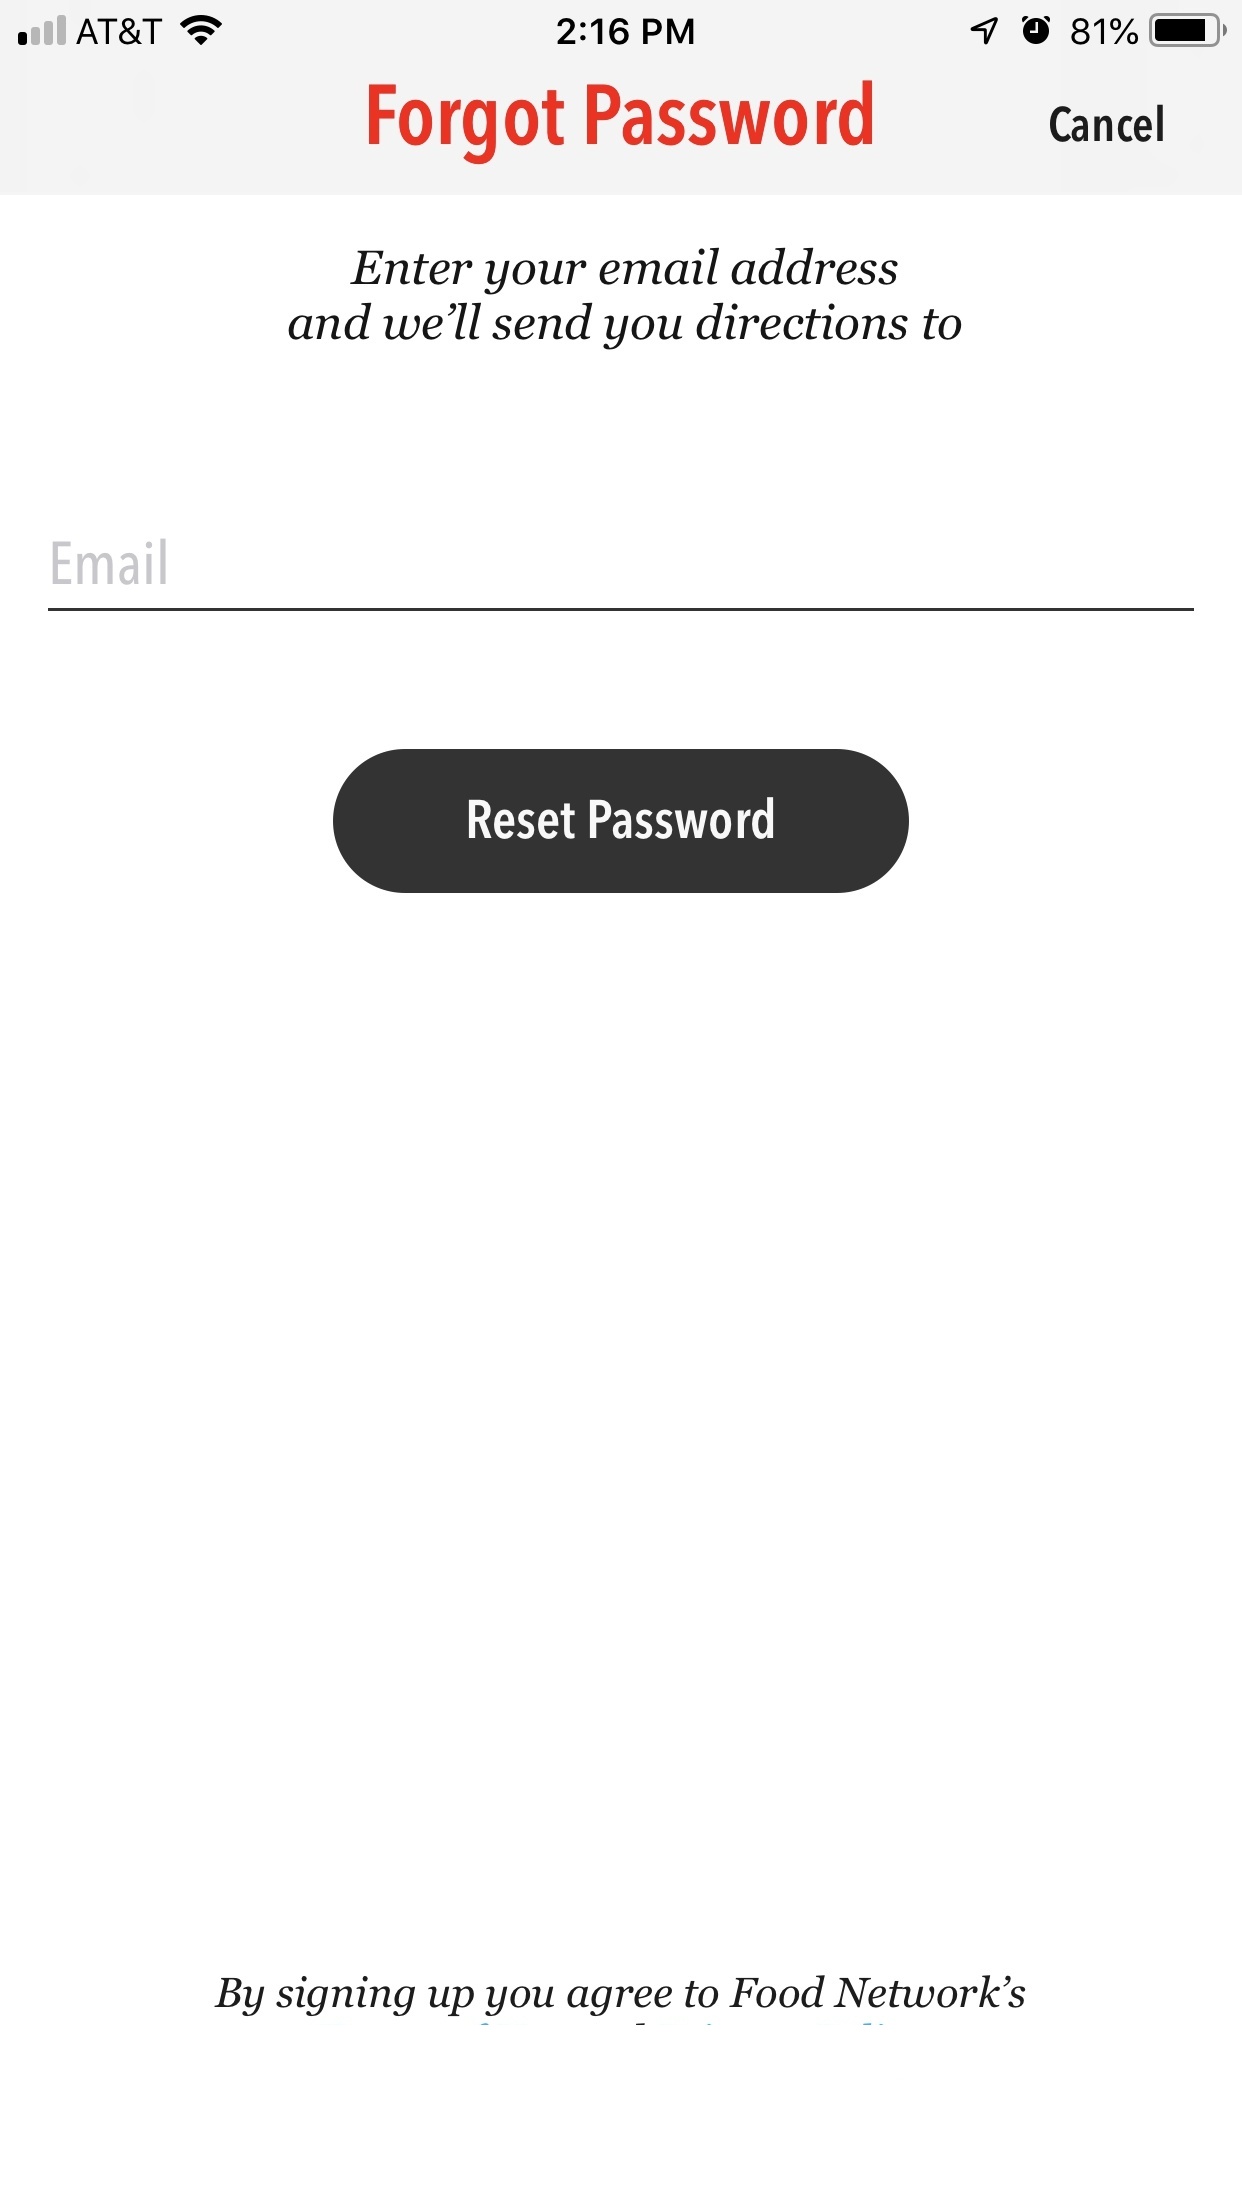 AT&T 2:16 PM 81%
Forgot Password Cancel
Enter your email address
and we’ll send you directions to
Email
Reset Password
By signing up you agree to Food Network’s